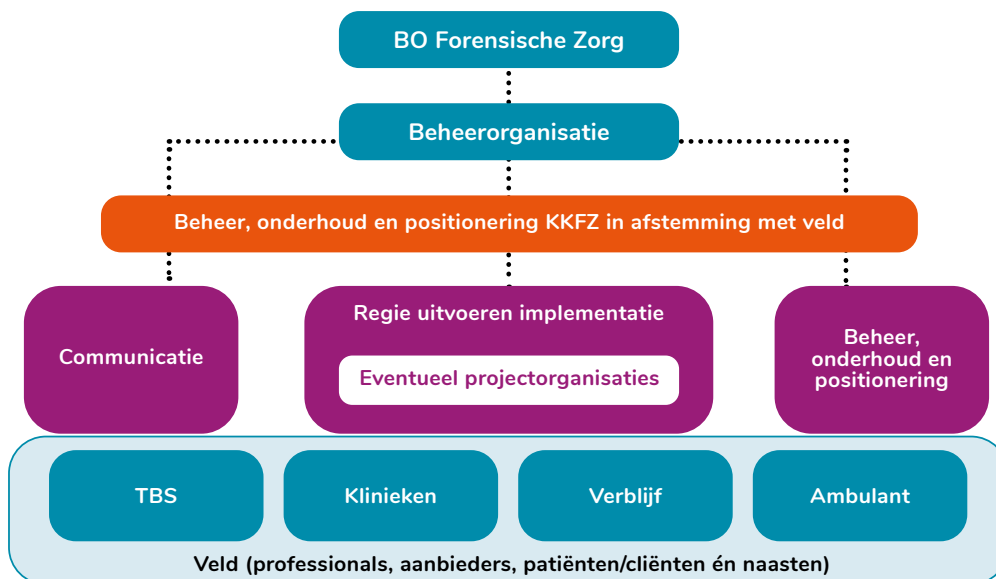 BO Forensische Zorg
Beheerorganisatie
Beheer, onderhoud en positionering KKFZ in afstemming met veld
Communicatie
Regie uitvoeren implementatie
Eventueel projectorganisaties
Beheer,
onderhoud en
positionering
TBS
Klinieken
Verblijf
Ambulant
Veld (professionals, aanbieders, patiënten/cliënten én naasten)